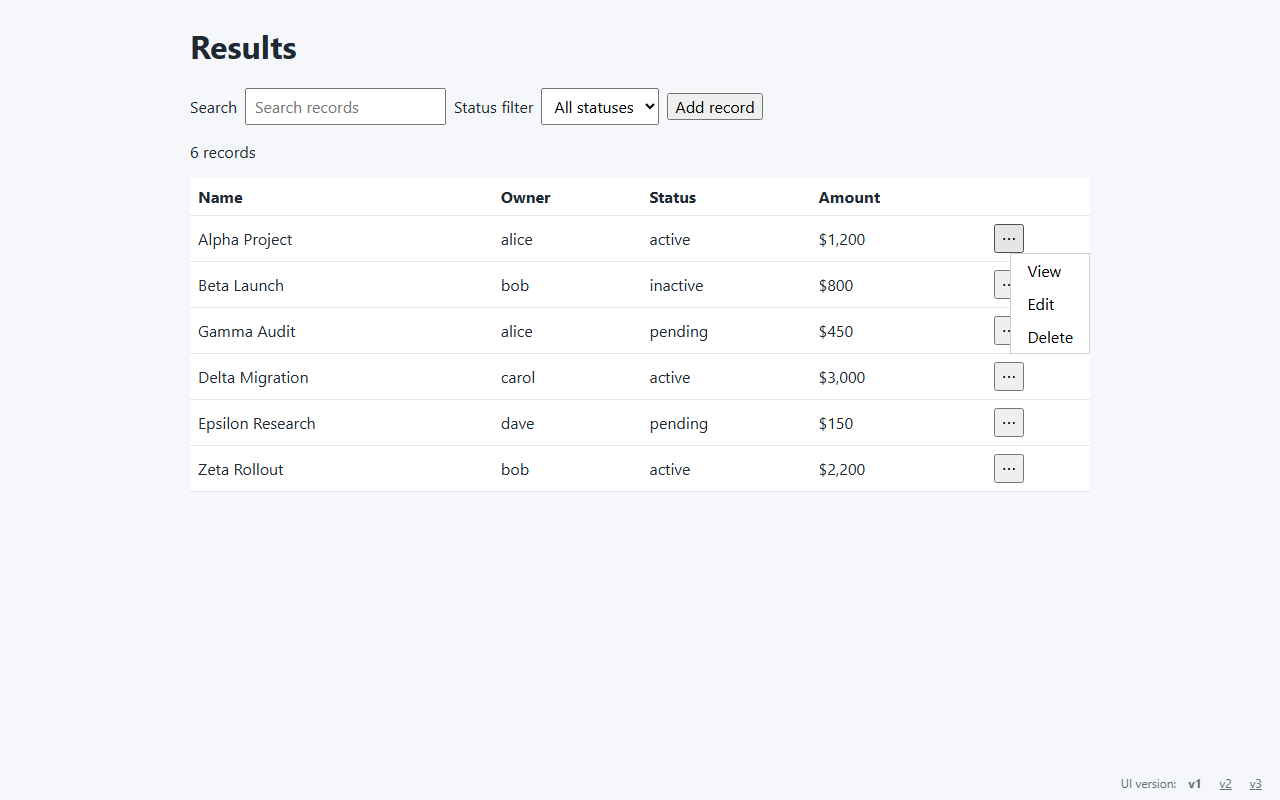 Results
Search Search records Status filter All statuses Add record
6 records
Name Owner Status Amount
Alpha Project alice active $1,200 ...
View
Beta Launch bob inactive $800 ..
Edit
Gamma Audit alice pending $450 ..
Delete
Delta Migration carol active $3,000 ...
Epsilon Research dave pending $150 ...
Zeta Rollout bob active $2,200 ...
UI version: v1 v2 v3